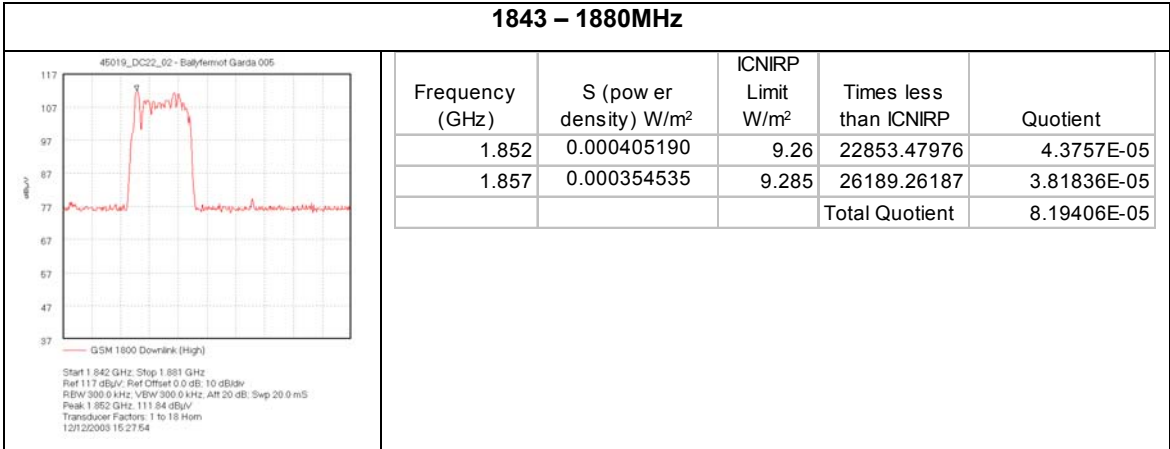 1843 – 1880MHz
45019_DC22_02 - Ballyfermot Garda 005
117
107
97
87
dBµV
77
67
57
47
37
GSM 1800 Downlink (High)
Start 1.842 GHz; Stop 1.881 GHz
Ref 117 dBµV; Ref Offset 0.0 dB; 10 dB/div
RBW 300.0 kHz; VBW 300.0 kHz; Att 20 dB; Swp 20.0 mS
Peak 1.852 GHz, 111.84 dBµV
Transducer Factors: 1 to 18 Horn
12/12/2003 15:27:54
Frequency (GHz) S (pow er density) W/m² ICNIRP Limit W/m² Times less than ICNIRP Quotient
1.852 0.000405190 9.26 22853.47976 4.3757E-05
1.857 0.000354535 9.285 26189.26187 3.81836E-05
Total Quotient 8.19406E-05